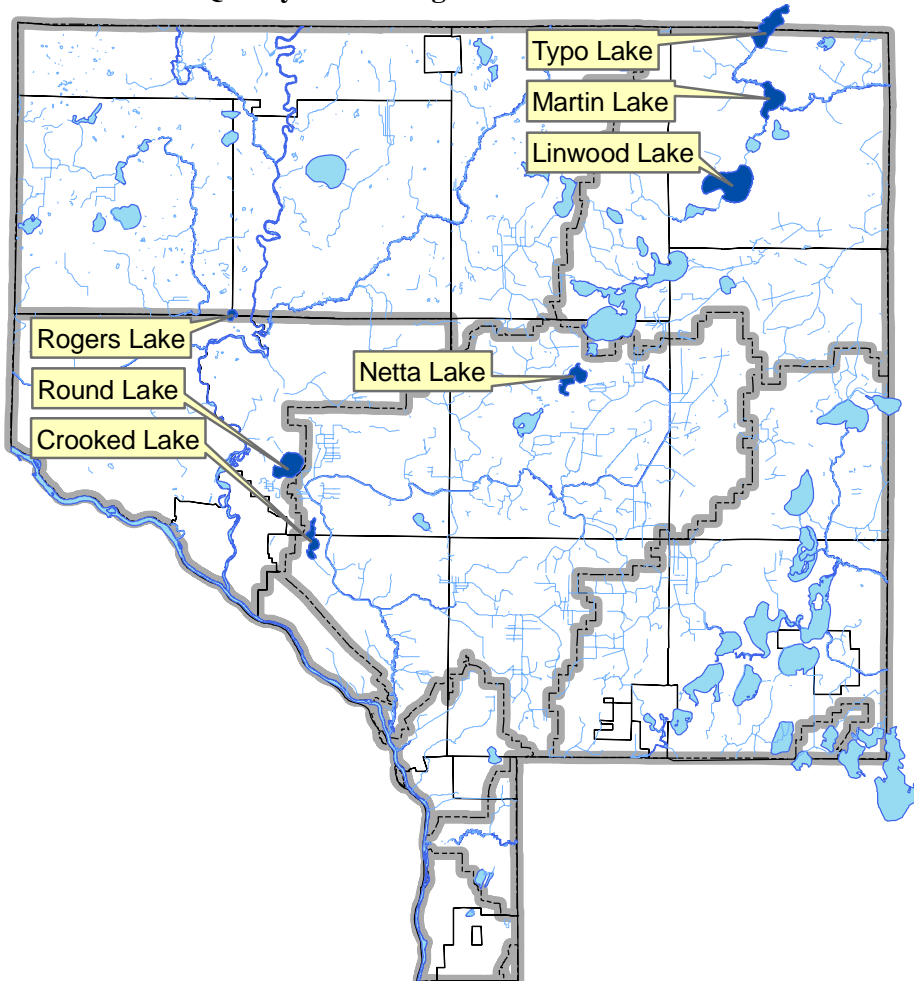 Typo Lake
Martin Lake
Linwood Lake
Rogers Lake
Netta Lake
Round Lake
Crooked Lake